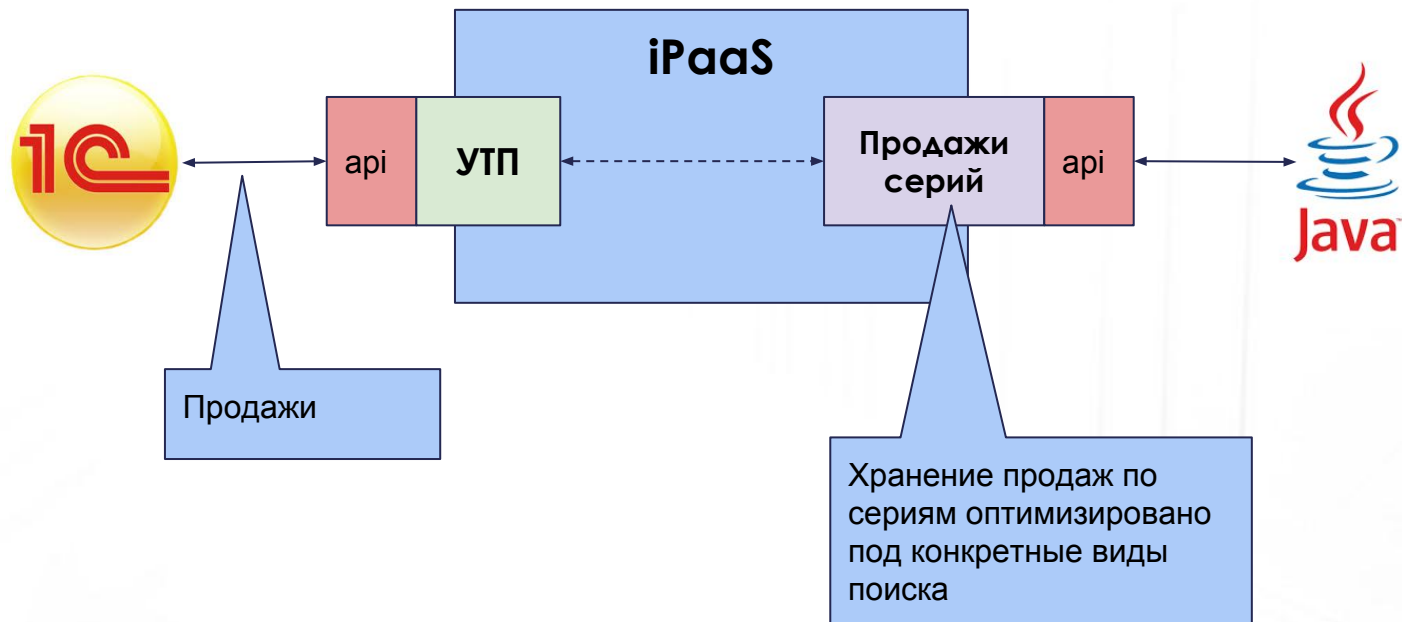 iPaaS
1С
api
УТП
Продажи
серий
api
Java
Продажи
Хранение продаж по
сериям оптимизировано
под конкретные виды
поиска